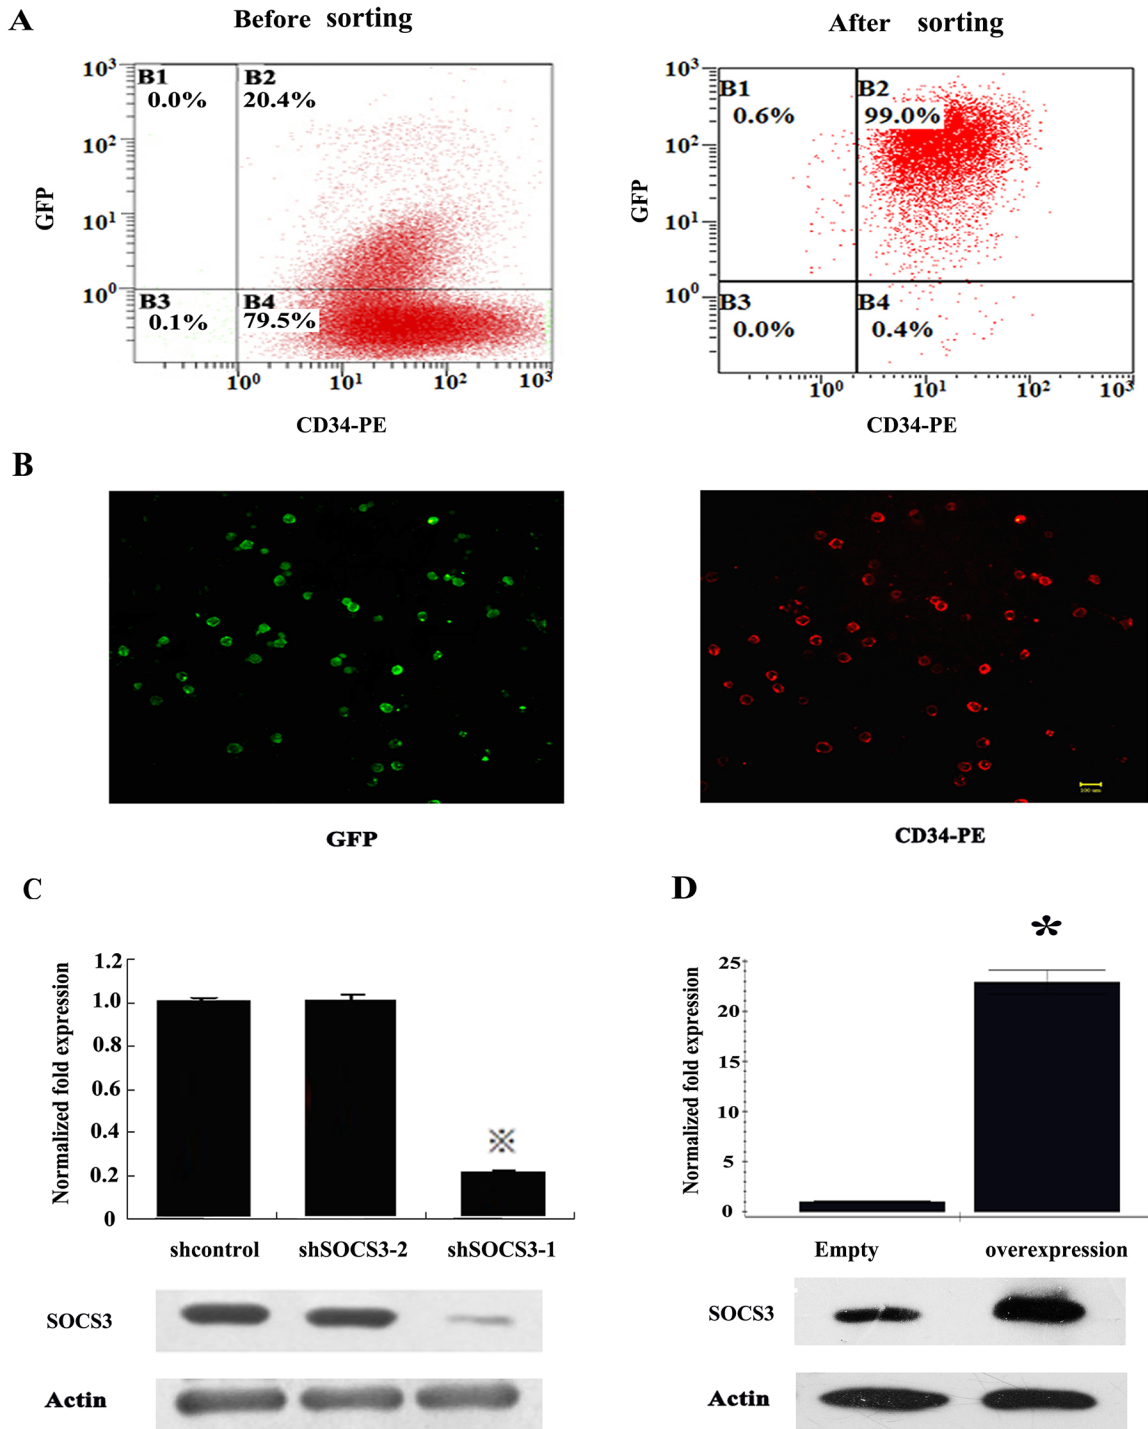 A
Before sorting
After sorting
10³
10²
10¹
10⁰
B1
0.0%
B2
20.4%
B3
0.1%
B4
79.5%
10⁰ 10¹ 10² 10³
GFP
CD34-PE
10³
10²
10¹
10⁰
B1
0.6%
B2
99.0%
B3
0.0%
B4
0.4%
10⁰ 10¹ 10² 10³
GFP
CD34-PE
B
100 um
GFP
CD34-PE
C
Normalized fold expression
1.2
1.0
0.8
0.6
0.4
0.2
0
※
shcontrol shSOCS3-2 shSOCS3-1
SOCS3
Actin
D
*
Normalized fold expression
25
20
15
10
5
0
Empty overexpression
SOCS3
Actin